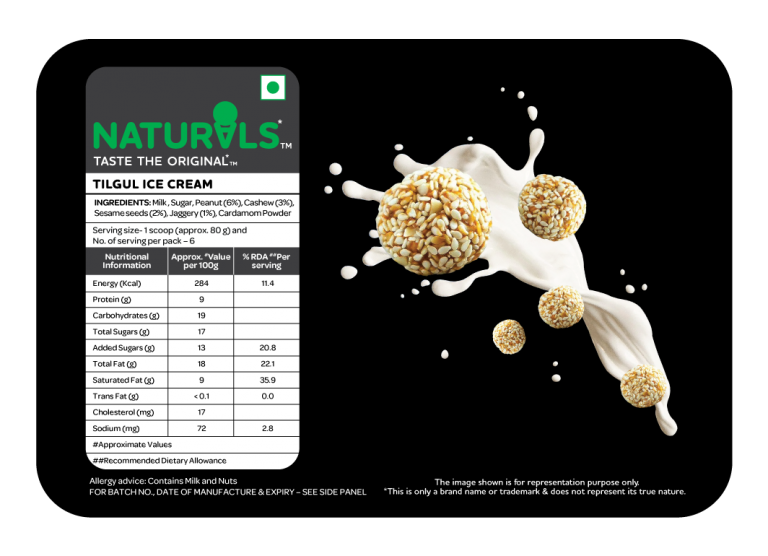 NATURALS*™
TASTE THE ORIGINAL*™
TILGUL ICE CREAM
INGREDIENTS: Milk, Sugar, Peanut (6%), Cashew (3%),
Sesame seeds (2%), Jaggery (1%), Cardamom Powder
Serving size- 1 scoop (approx. 80 g) and
No. of serving per pack – 6
Nutritional Information Approx. #Value per 100g % RDA ##Per serving
Energy (Kcal) 284 11.4
Protein (g) 9
Carbohydrates (g) 19
Total Sugars (g) 17
Added Sugars (g) 13 20.8
Total Fat (g) 18 22.1
Saturated Fat (g) 9 35.9
Trans Fat (g) < 0.1 0.0
Cholesterol (mg) 17
Sodium (mg) 72 2.8
#Approximate Values
##Recommended Dietary Allowance
Allergy advice: Contains Milk and Nuts
FOR BATCH NO., DATE OF MANUFACTURE & EXPIRY – SEE SIDE PANEL
The image shown is for representation purpose only.
*This is only a brand name or trademark & does not represent its true nature.